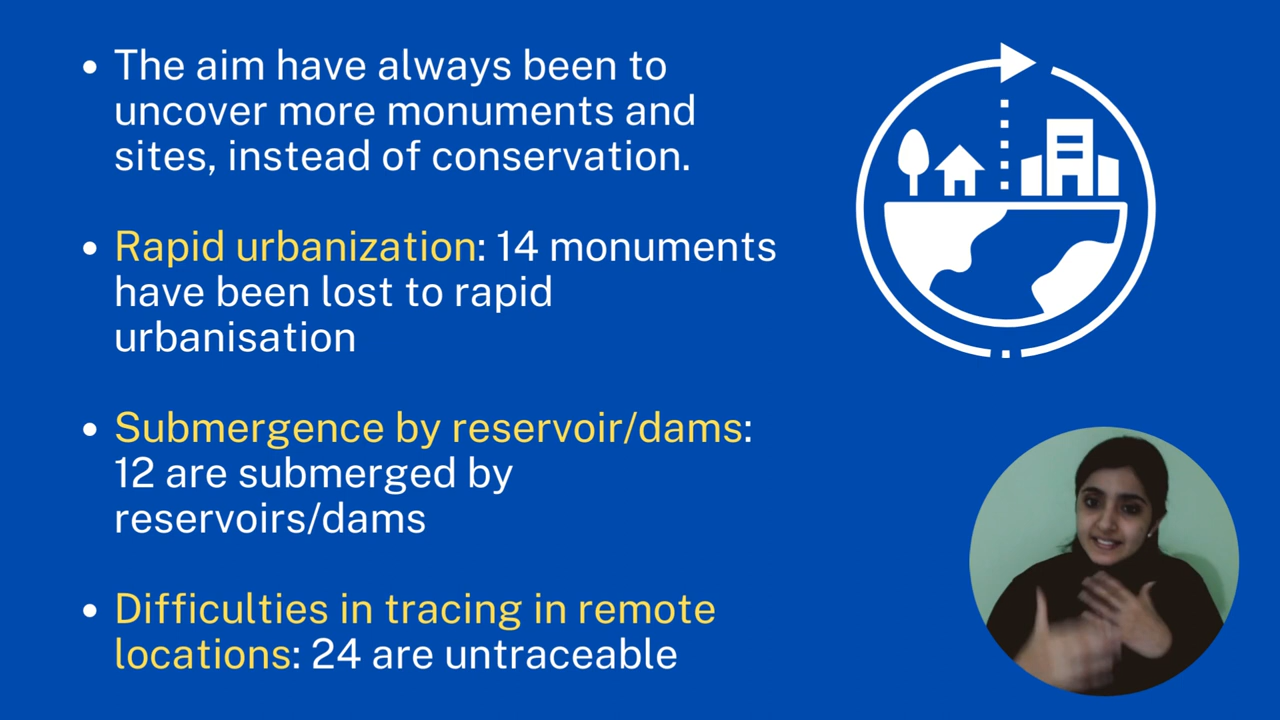 • The aim have always been to
uncover more monuments and
sites, instead of conservation.
• Rapid urbanization: 14 monuments
have been lost to rapid
urbanisation
• Submergence by reservoir/dams:
12 are submerged by
reservoirs/dams
• Difficulties in tracing in remote
locations: 24 are untraceable